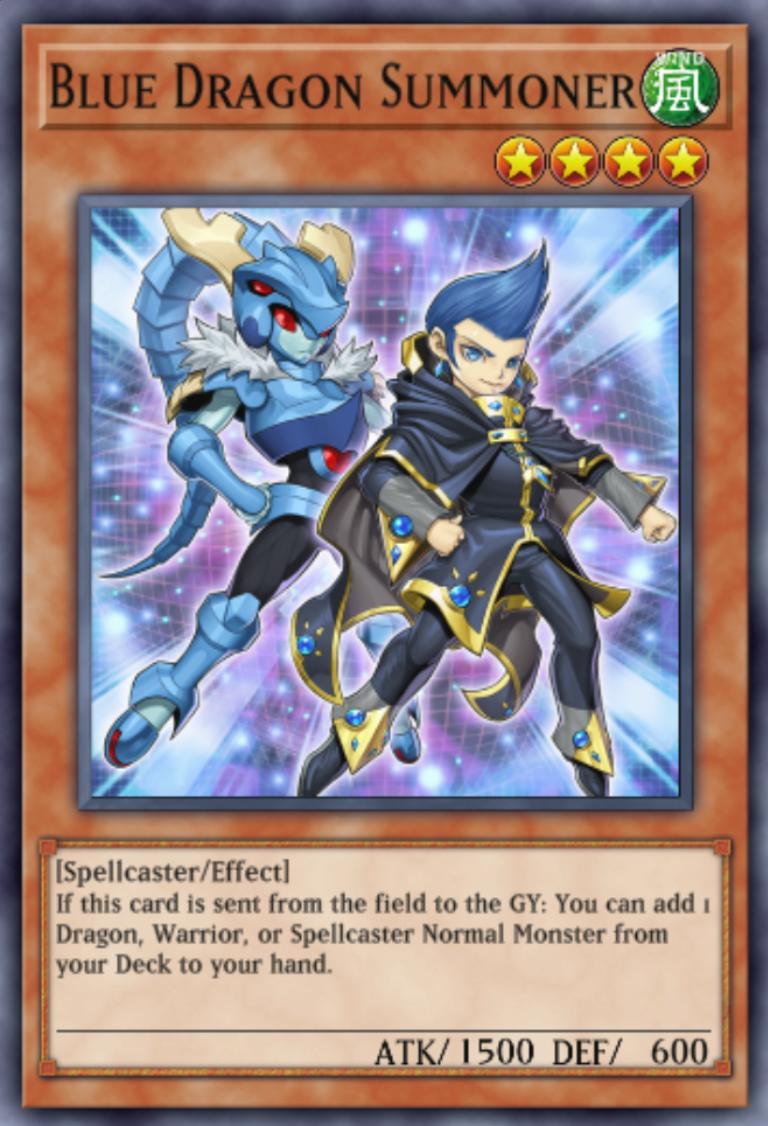 BLUE DRAGON SUMMONER
WIND
風
[Spellcaster/Effect]
If this card is sent from the field to the GY: You can add 1
Dragon, Warrior, or Spellcaster Normal Monster from
your Deck to your hand.
ATK/ 1500 DEF/ 600